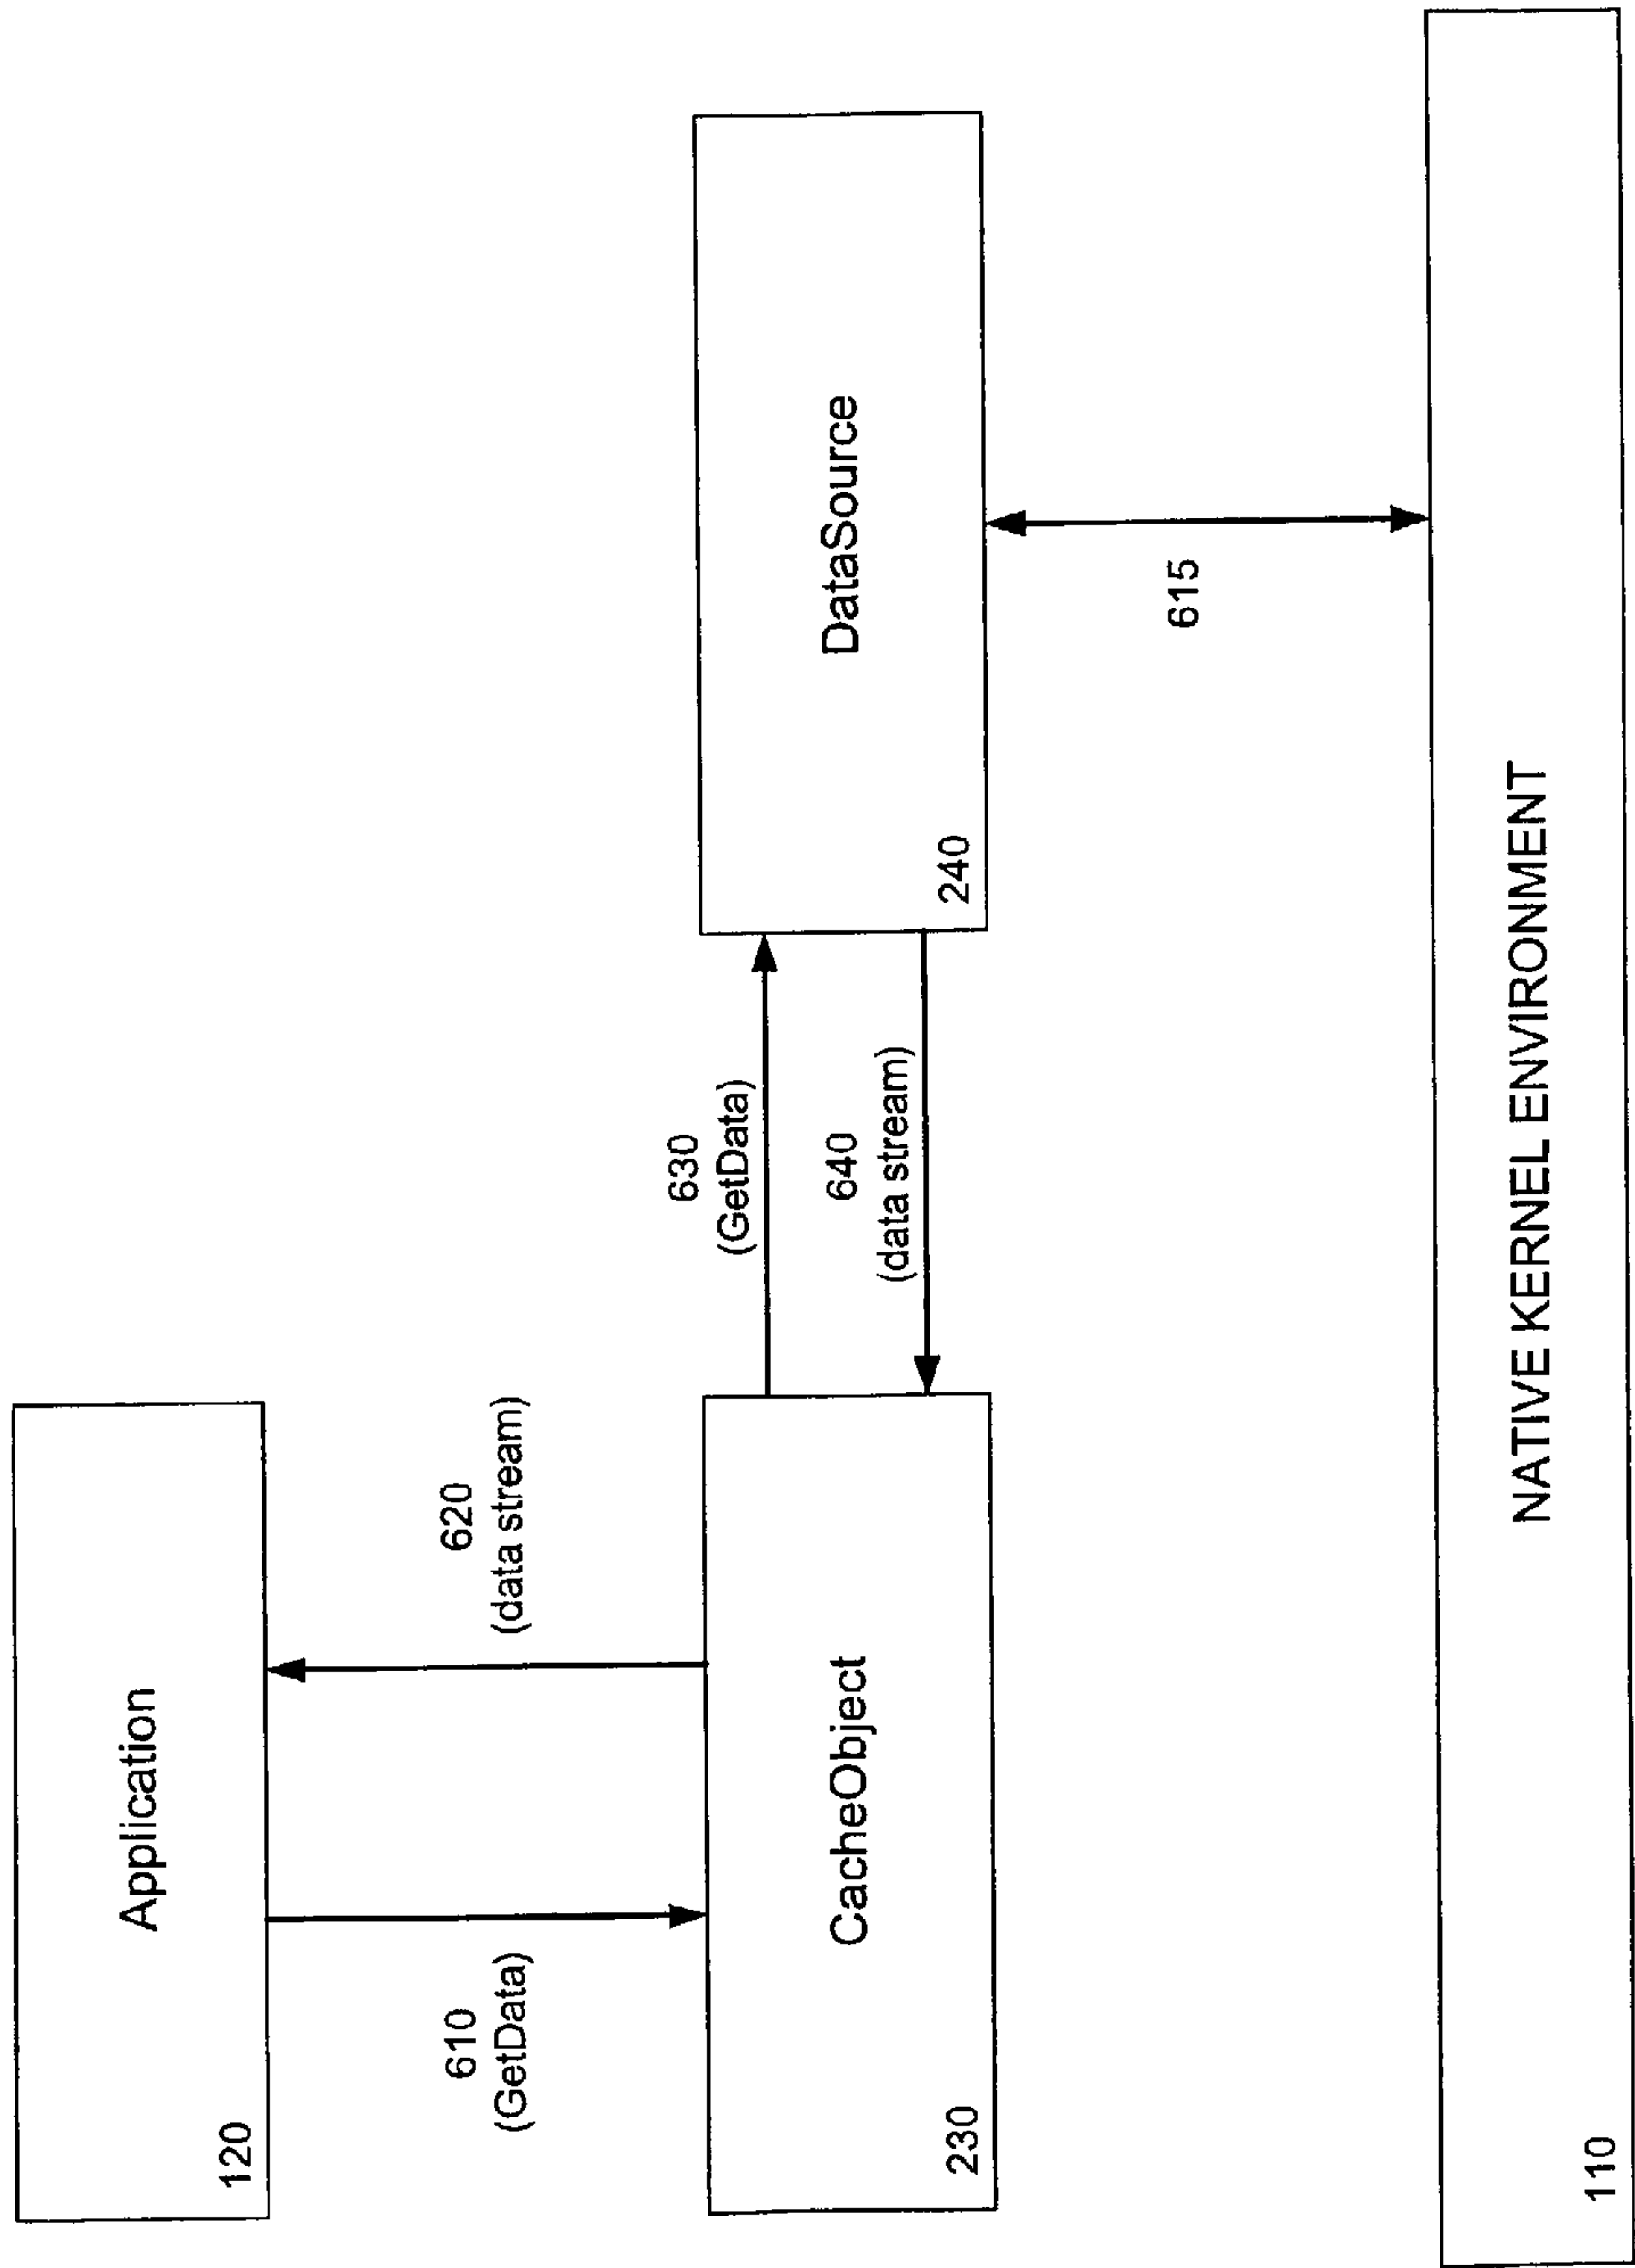 Application
120
610
(GetData)
620
(data stream)
CacheObject
230
630
(GetData)
640
(data stream)
DataSource
240
615
NATIVE KERNEL ENVIRONMENT
110